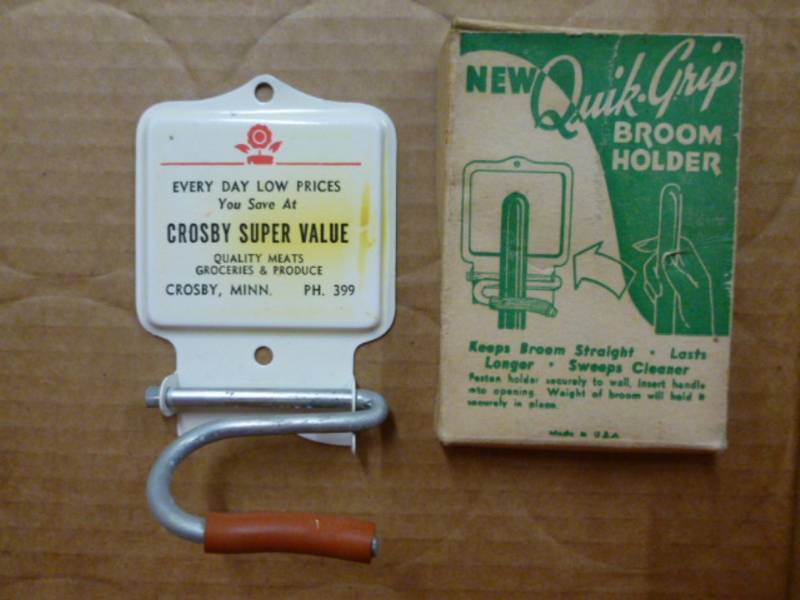 EVERY DAY LOW PRICES
You Save At
CROSBY SUPER VALUE
QUALITY MEATS
GROCERIES & PRODUCE
CROSBY, MINN. PH. 399
NEW Quik-Grip
BROOM
HOLDER
Keeps Broom Straight • Lasts
Longer • Sweeps Cleaner
Fasten holder securely to wall, insert handle
into opening. Weight of broom will hold it
securely in place.
Made in U.S.A.